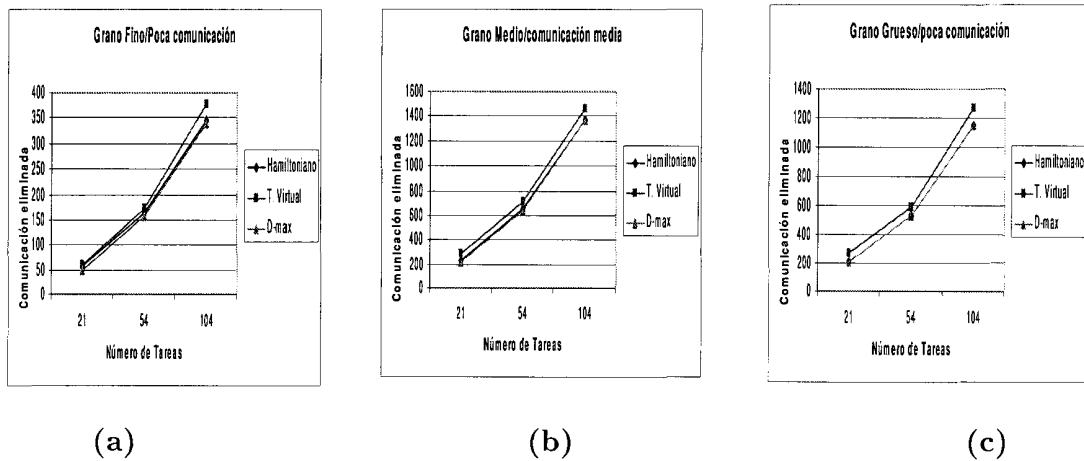 Grano Fino/Poca comunicación
Comunicación eliminada
400
350
300
250
200
150
100
50
0
21 54 104
Número de Tareas
Hamiltoniano
T. Virtual
D-max
(a)
Grano Medio/comunicación media
Comunicación eliminada
1600
1400
1200
1000
800
600
400
200
0
21 54 104
Número de Tareas
Hamiltoniano
T. Virtual
D-max
(b)
Grano Grueso/poca comunicación
Comunicación eliminada
1400
1200
1000
800
600
400
200
0
21 54 104
Número de Tareas
Hamiltoniano
T. Virtual
D-max
(c)